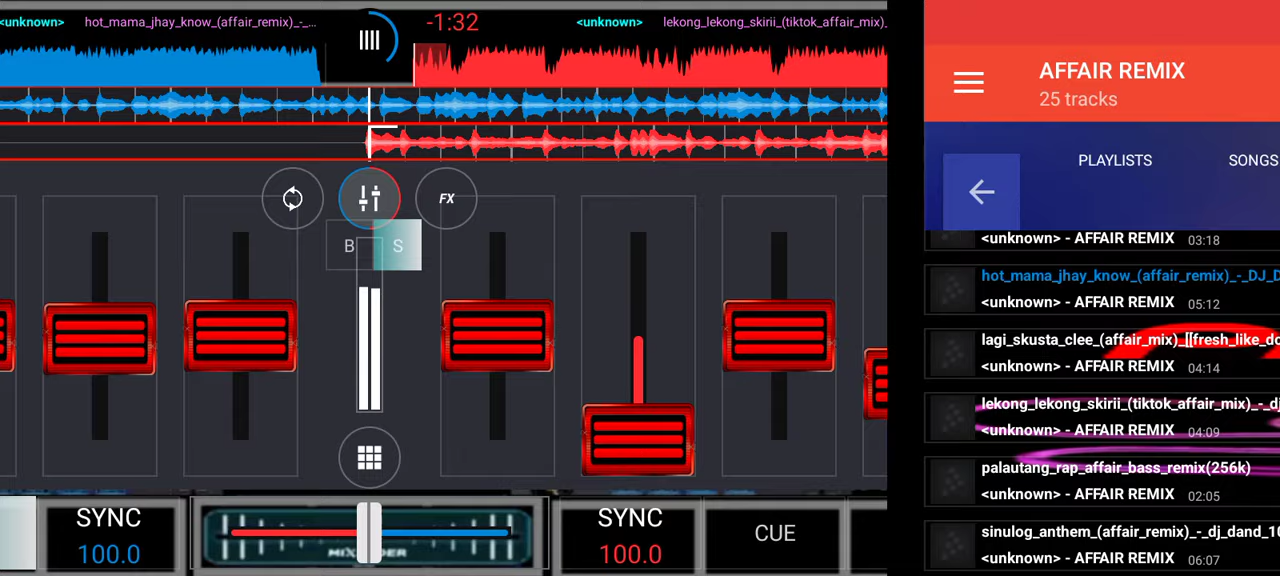 <unknown>
hot_mama_jhay_know_(affair_remix)_-_...
-1:32
<unknown>
lekong_lekong_skirii_(tiktok_affair_mix)_
FX
B
S
SYNC
100.0
SYNC
100.0
CUE
AFFAIR REMIX
25 tracks
PLAYLISTS
SONGS
<unknown> - AFFAIR REMIX 03:18
hot_mama_jhay_know_(affair_remix)_-_DJ_D
<unknown> - AFFAIR REMIX 05:12
lagi_skusta_clee_(affair_mix)_[[fresh_like_do
<unknown> - AFFAIR REMIX 04:14
lekong_lekong_skirii_(tiktok_affair_mix)_-_dj
<unknown> - AFFAIR REMIX 04:09
palautang_rap_affair_bass_remix(256k)
<unknown> - AFFAIR REMIX 02:05
sinulog_anthem_(affair_remix)_-_dj_dand_10
<unknown> - AFFAIR REMIX 06:07